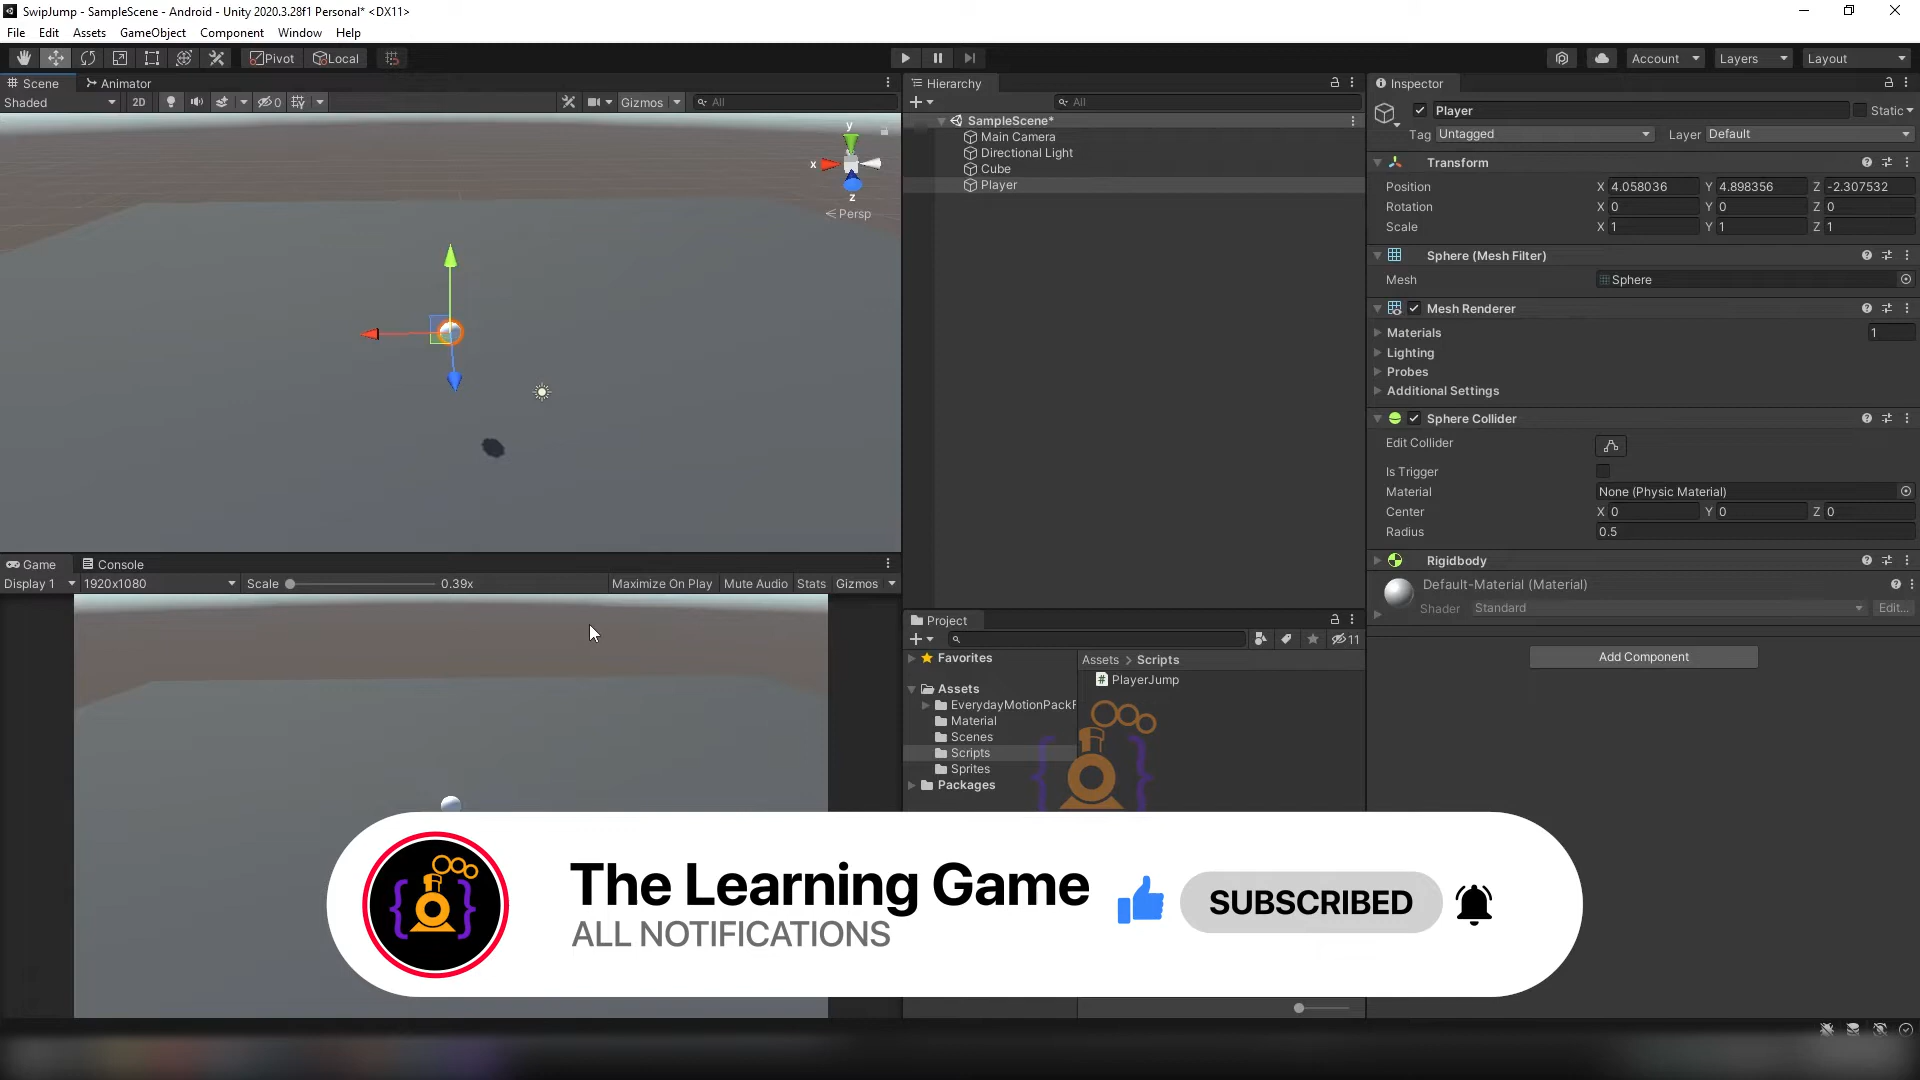 SwipJump - SampleScene - Android - Unity 2020.3.28f1 Personal* <DX11>
File Edit Assets GameObject Component Window Help
Pivot Local Account Layers Layout
Scene Animator
Shaded 2D 0 Gizmos All
y
x
z
Persp
Hierarchy
All
SampleScene*
Main Camera
Directional Light
Cube
Player
Inspector
Player Static
Tag Untagged Layer Default
Transform
Position X 4.058036 Y 4.898356 Z -2.307532
Rotation X 0 Y 0 Z 0
Scale X 1 Y 1 Z 1
Sphere (Mesh Filter)
Mesh Sphere
Mesh Renderer
Materials 1
Lighting
Probes
Additional Settings
Sphere Collider
Edit Collider
Is Trigger
Material None (Physic Material)
Center X 0 Y 0 Z 0
Radius 0.5
Rigidbody
Default-Material (Material)
Shader Standard Edit...
Add Component
Game Console
Display 1 1920x1080 Scale 0.39x Maximize On Play Mute Audio Stats Gizmos
Project
11
Favorites
Assets
EverydayMotionPackF
Material
Scenes
Scripts
Sprites
Packages
Assets > Scripts
PlayerJump
The Learning Game
ALL NOTIFICATIONS
SUBSCRIBED